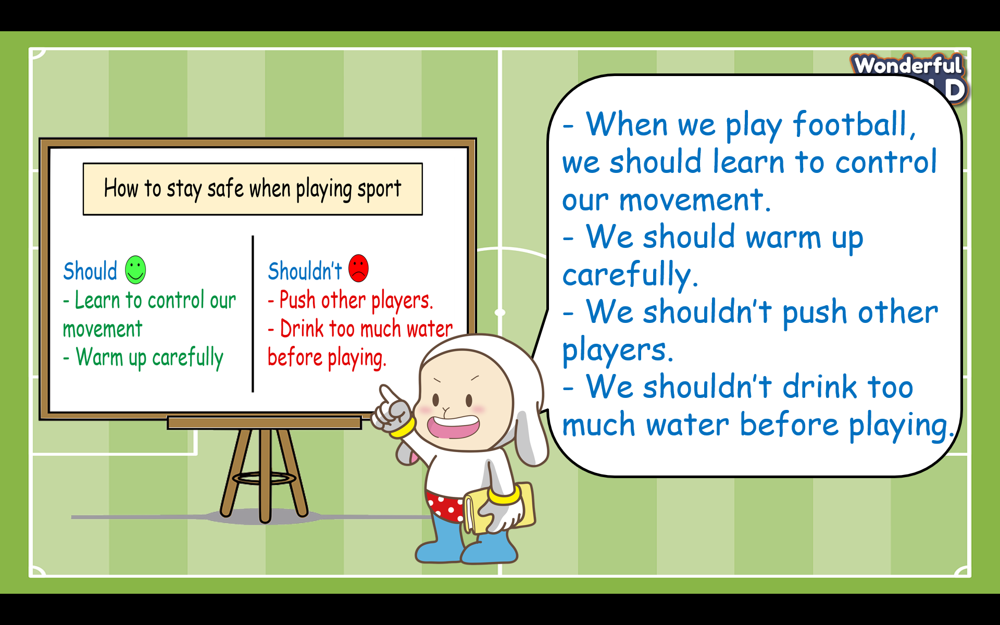 Wonderful
How to stay safe when playing sport
Should
- Learn to control our
movement
- Warm up carefully
Shouldn't
- Push other players.
- Drink too much water
before playing.
- When we play football,
we should learn to control
our movement.
- We should warm up
carefully.
- We shouldn't push other
players.
- We shouldn't drink too
much water before playing.